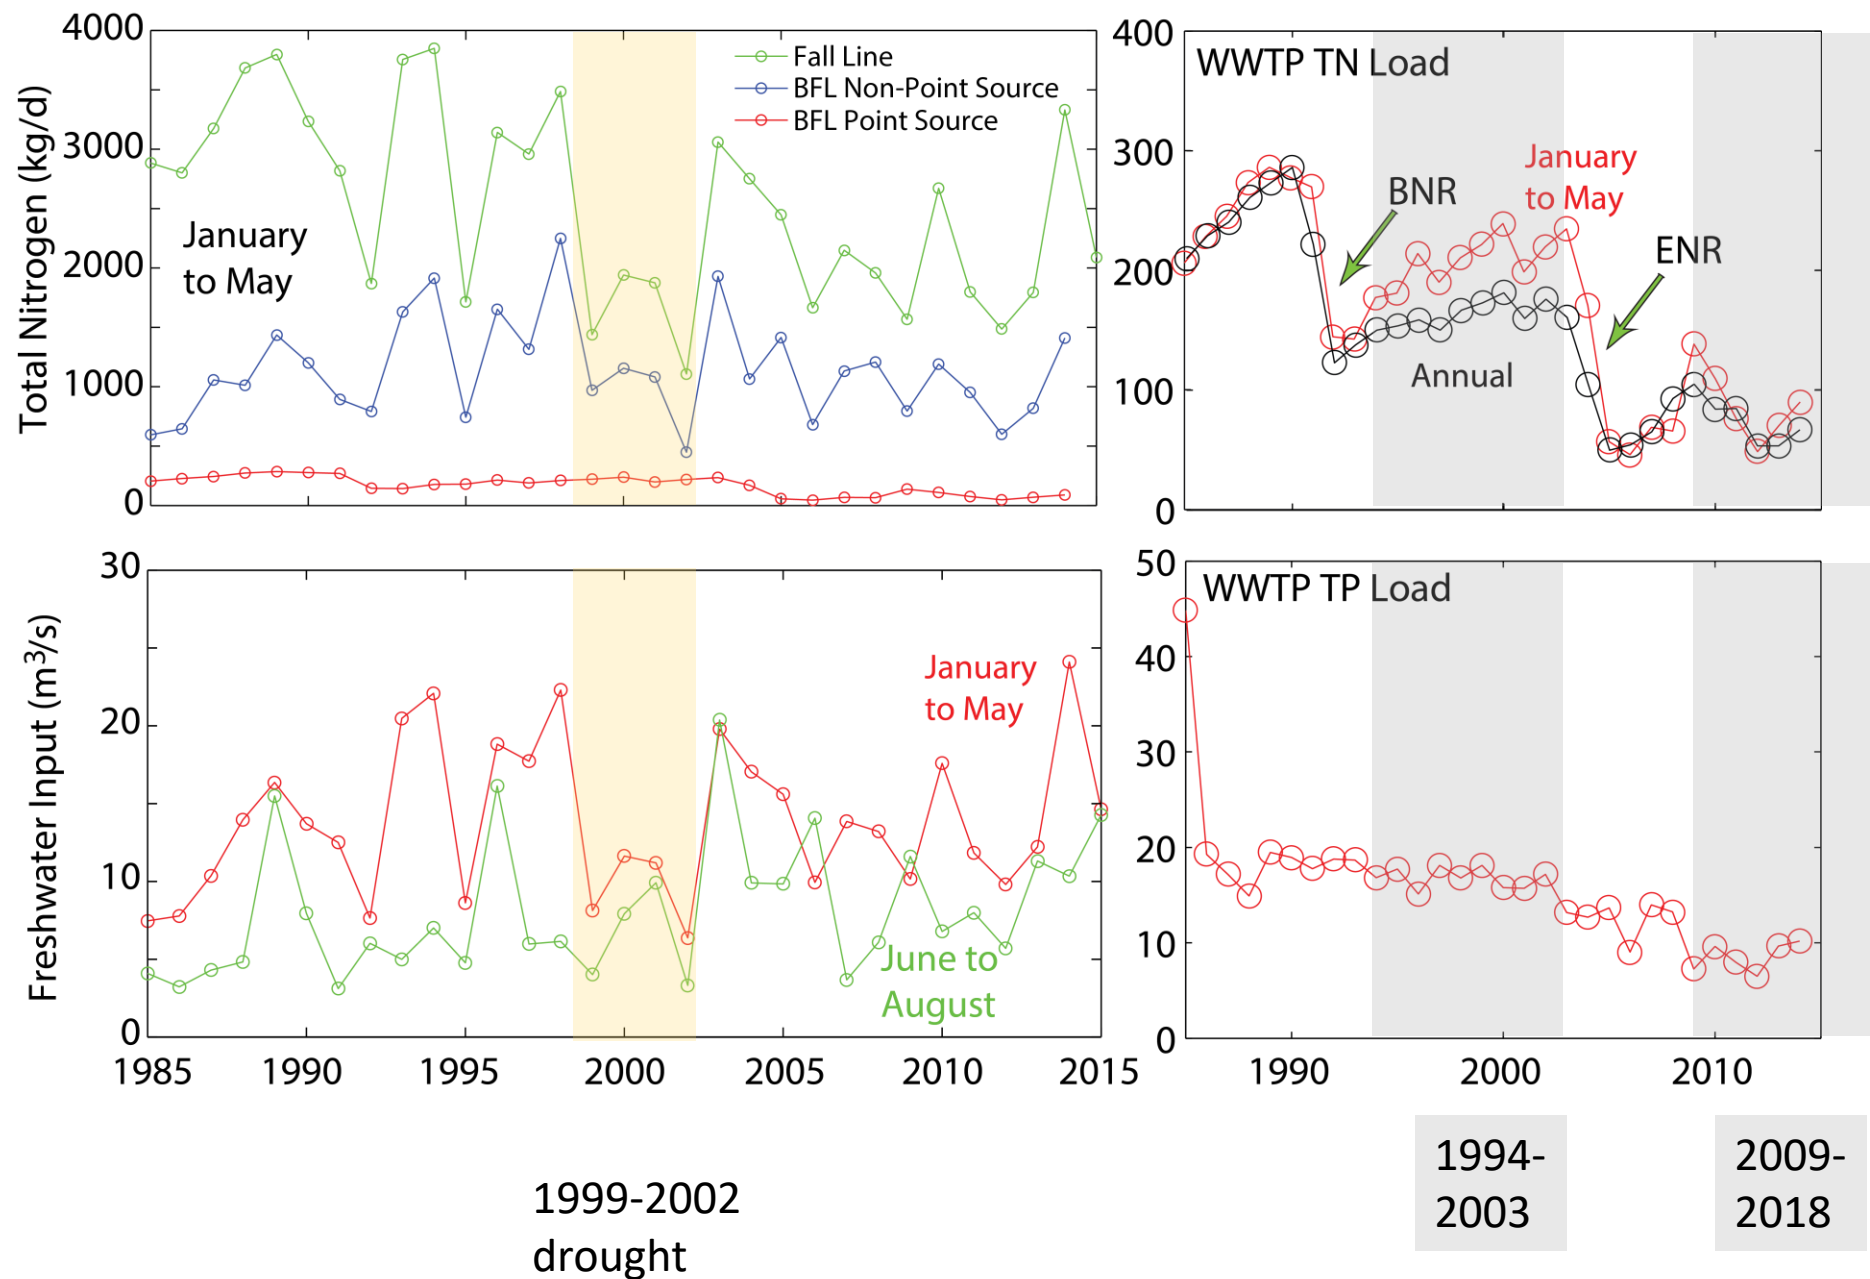 Total Nitrogen (kg/d)
4000
3000
2000
1000
0
Fall Line
BFL Non-Point Source
BFL Point Source
January
to May
400
300
200
100
0
WWTP TN Load
BNR
January
to May
ENR
Annual
Freshwater Input (m³/s)
30
20
10
0
January
to May
June to
August
1985
1990
1995
2000
2005
2010
2015
50
40
30
20
10
0
WWTP TP Load
1990
2000
2010
1999-2002
drought
1994-
2003
2009-
2018